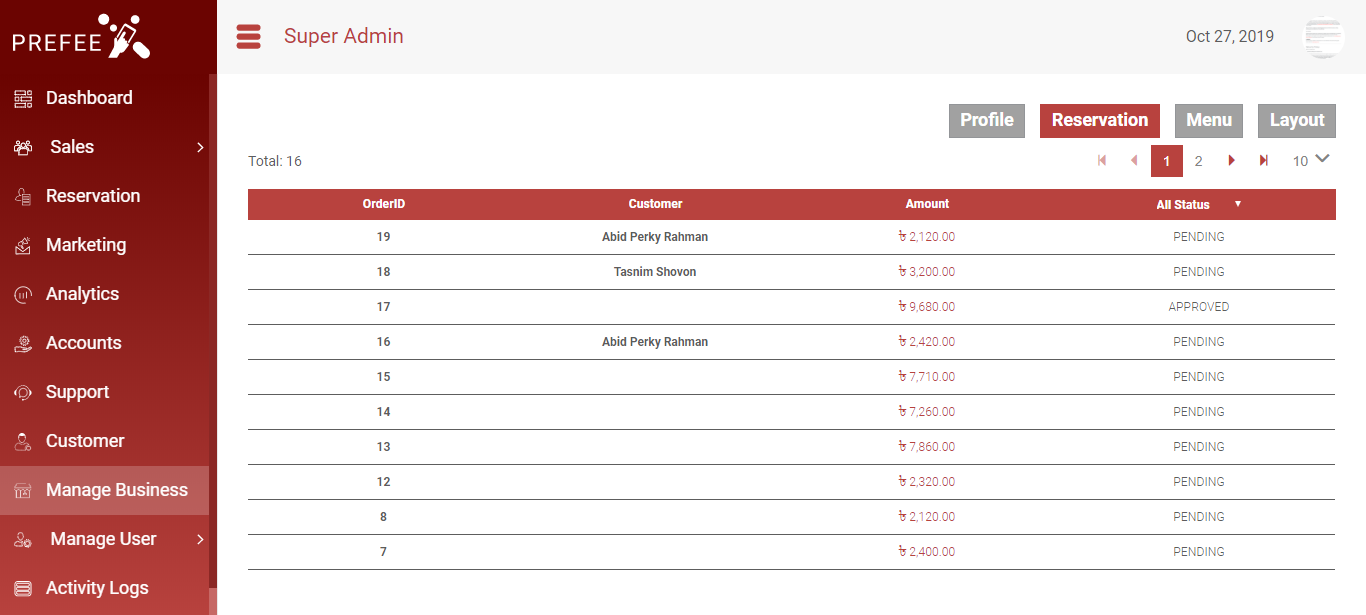 PREFEE
Super Admin
Oct 27, 2019
Dashboard
Sales
Reservation
Marketing
Analytics
Accounts
Support
Customer
Manage Business
Manage User
Activity Logs
Profile Reservation Menu Layout
Total: 16
1 2 10
OrderID Customer Amount All Status
19 Abid Perky Rahman ৳ 2,120.00 PENDING
18 Tasnim Shovon ৳ 3,200.00 PENDING
17 ৳ 9,680.00 APPROVED
16 Abid Perky Rahman ৳ 2,420.00 PENDING
15 ৳ 7,710.00 PENDING
14 ৳ 7,260.00 PENDING
13 ৳ 7,860.00 PENDING
12 ৳ 2,320.00 PENDING
8 ৳ 2,120.00 PENDING
7 ৳ 2,400.00 PENDING